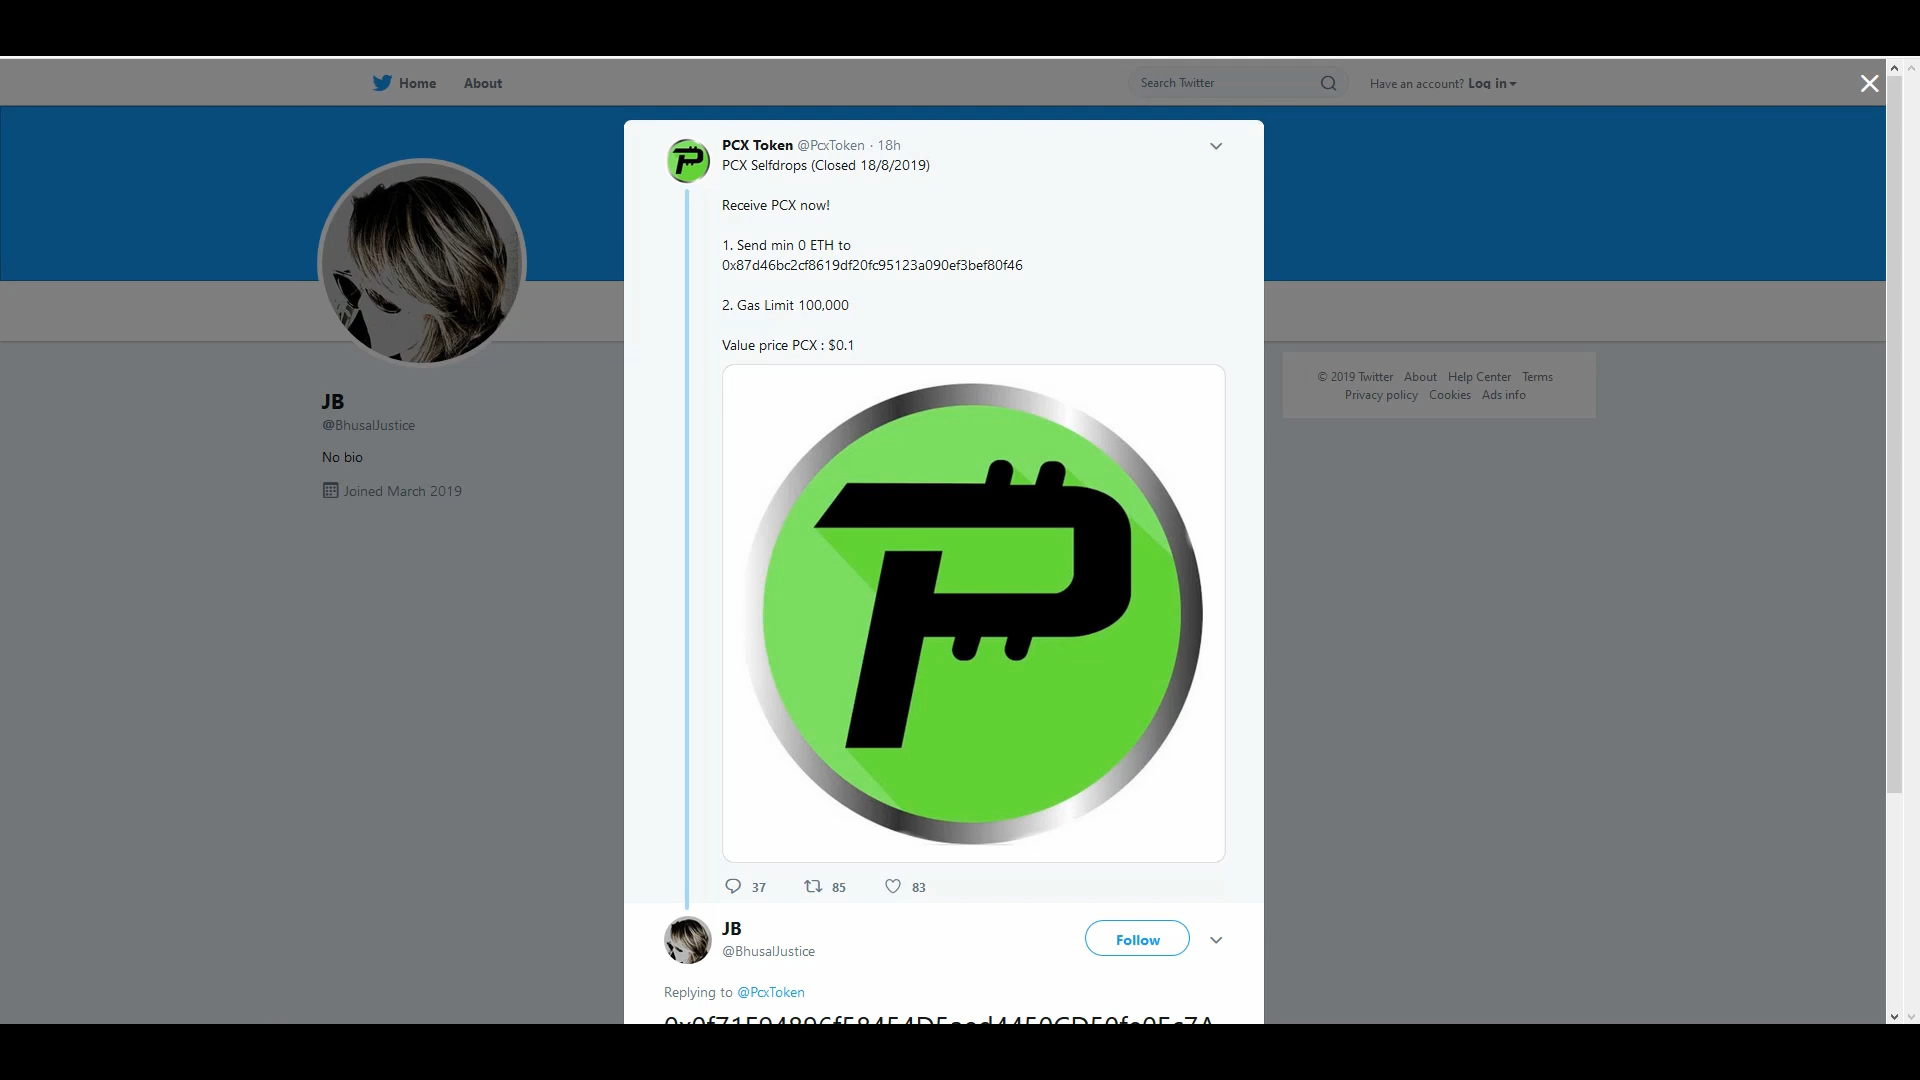 Home About
Search Twitter
Have an account? Log in
PCX Token @PcxToken · 18h
PCX Selfdrops (Closed 18/8/2019)
Receive PCX now!
1. Send min 0 ETH to
0x87d46bc2cf8619df20fc95123a090ef3bef80f46
2. Gas Limit 100,000
Value price PCX : $0.1
37 85 83
JB
@BhusalJustice
Follow
Replying to @PcxToken
JB
@BhusalJustice
No bio
Joined March 2019
© 2019 Twitter About Help Center Terms
Privacy policy Cookies Ads info